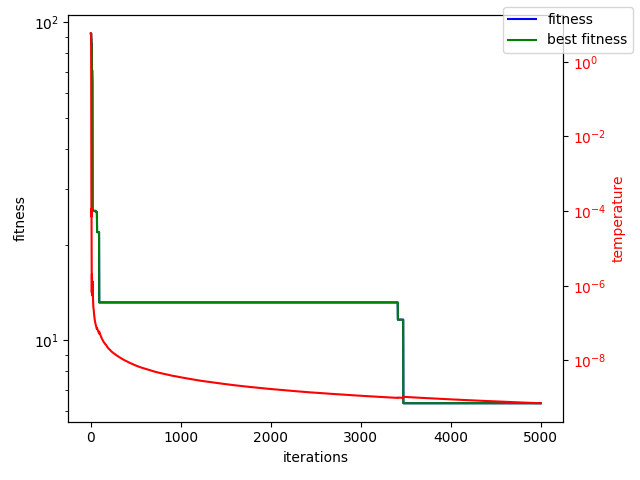 fitness
best fitness
10²
10¹
fitness
10⁰
10⁻²
10⁻⁴
10⁻⁶
10⁻⁸
temperature
0 1000 2000 3000 4000 5000
iterations